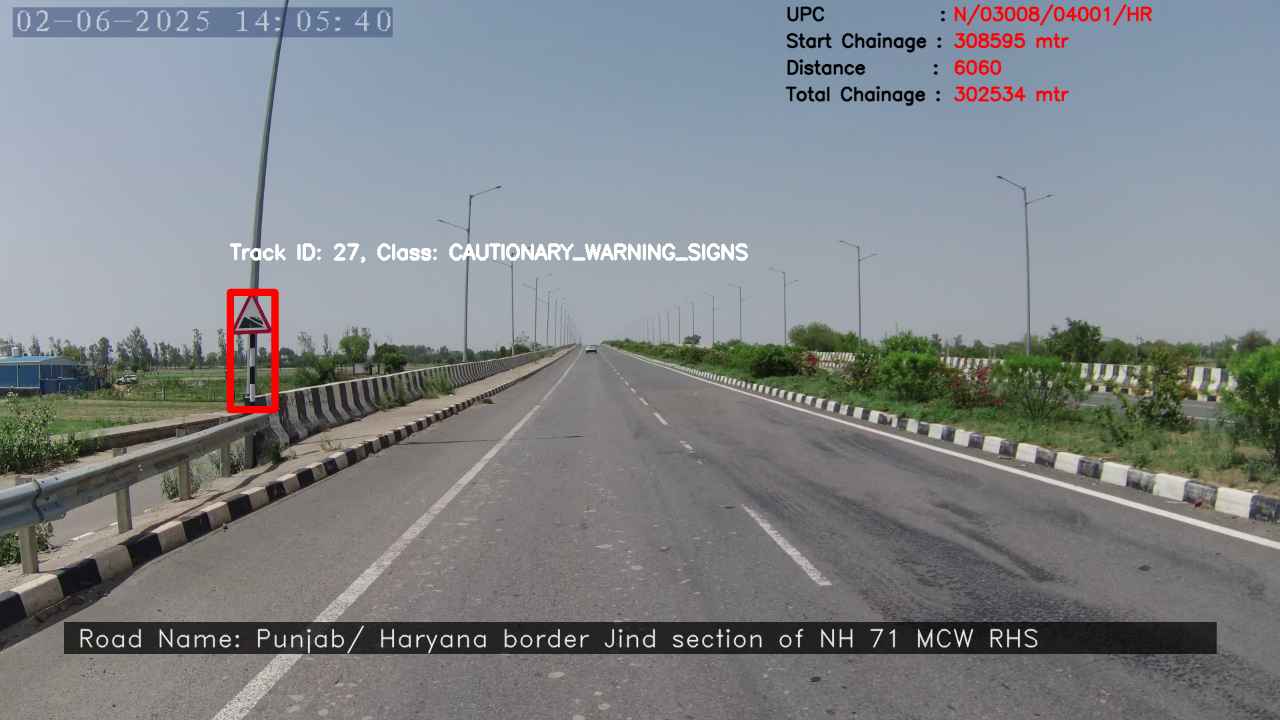 02-06-2025 14:05:40
UPC : N/03008/04001/HR
Start Chainage : 308595 mtr
Distance : 6060
Total Chainage : 302534 mtr
Track ID: 27, Class: CAUTIONARY_WARNING_SIGNS
Road Name: Punjab/ Haryana border Jind section of NH 71 MCW RHS